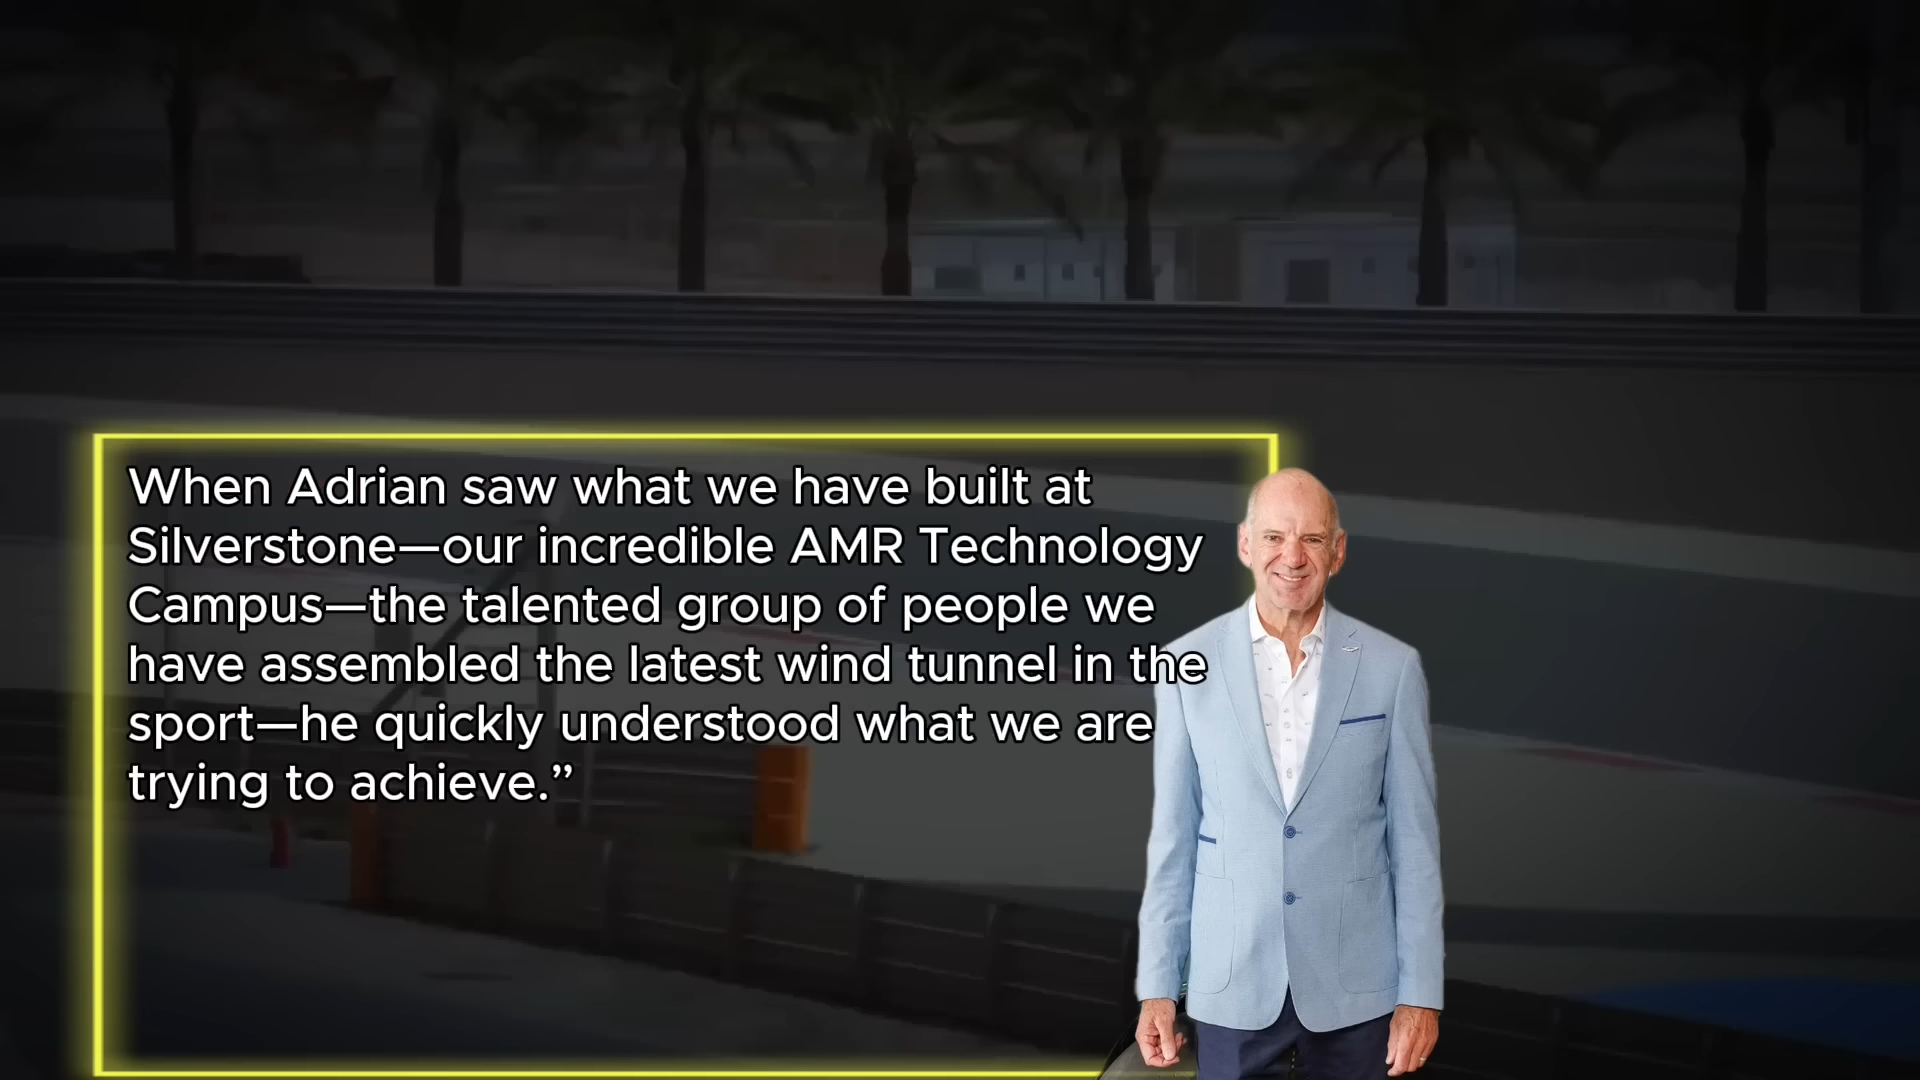 When Adrian saw what we have built at
Silverstone—our incredible AMR Technology
Campus—the talented group of people we
have assembled the latest wind tunnel in the
sport—he quickly understood what we are
trying to achieve.”